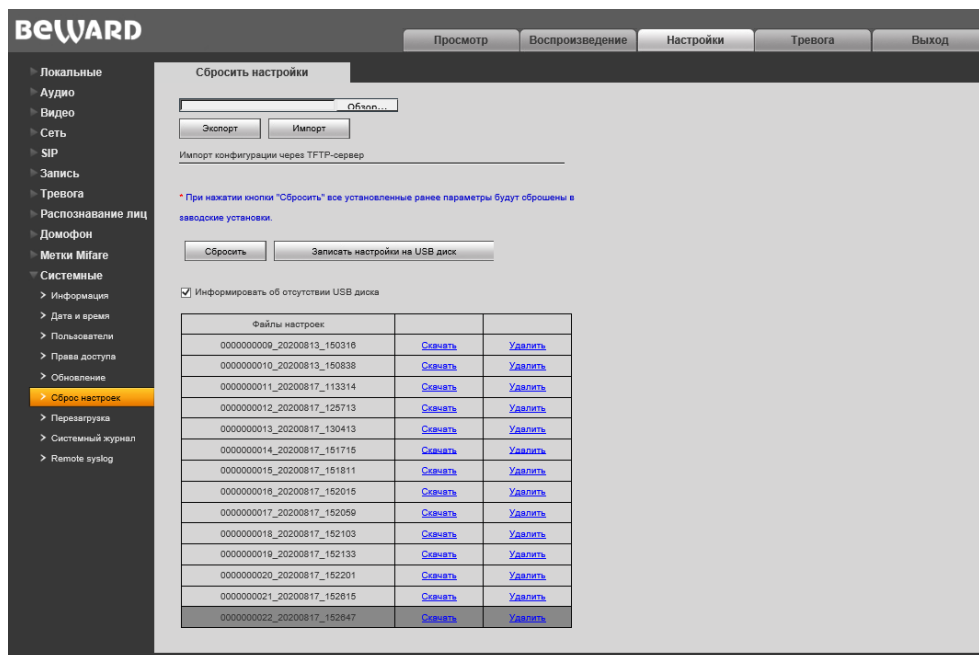 BEWARD
Просмотр Воспроизведение Настройки Тревога Выход
Локальные
Аудио
Видео
Сеть
SIP
Запись
Тревога
Распознавание лиц
Домофон
Метки Mifare
Системные
Информация
Дата и время
Пользователи
Права доступа
Обновление
Сброс настроек
Перезагрузка
Системный журнал
Remote syslog
Сбросить настройки
Обзор...
Экспорт Импорт
Импорт конфигурации через TFTP-сервер
* При нажатии кнопки "Сбросить" все установленные ранее параметры будут сброшены в
заводские установки.
Сбросить Записать настройки на USB диск
Информировать об отсутствии USB диска
Файлы настроек
0000000009_20200813_150316 Скачать Удалить
0000000010_20200813_150838 Скачать Удалить
0000000011_20200817_113314 Скачать Удалить
0000000012_20200817_125713 Скачать Удалить
0000000013_20200817_130413 Скачать Удалить
0000000014_20200817_151715 Скачать Удалить
0000000015_20200817_151811 Скачать Удалить
0000000016_20200817_152015 Скачать Удалить
0000000017_20200817_152059 Скачать Удалить
0000000018_20200817_152103 Скачать Удалить
0000000019_20200817_152133 Скачать Удалить
0000000020_20200817_152201 Скачать Удалить
0000000021_20200817_152615 Скачать Удалить
0000000022_20200817_152647 Скачать Удалить